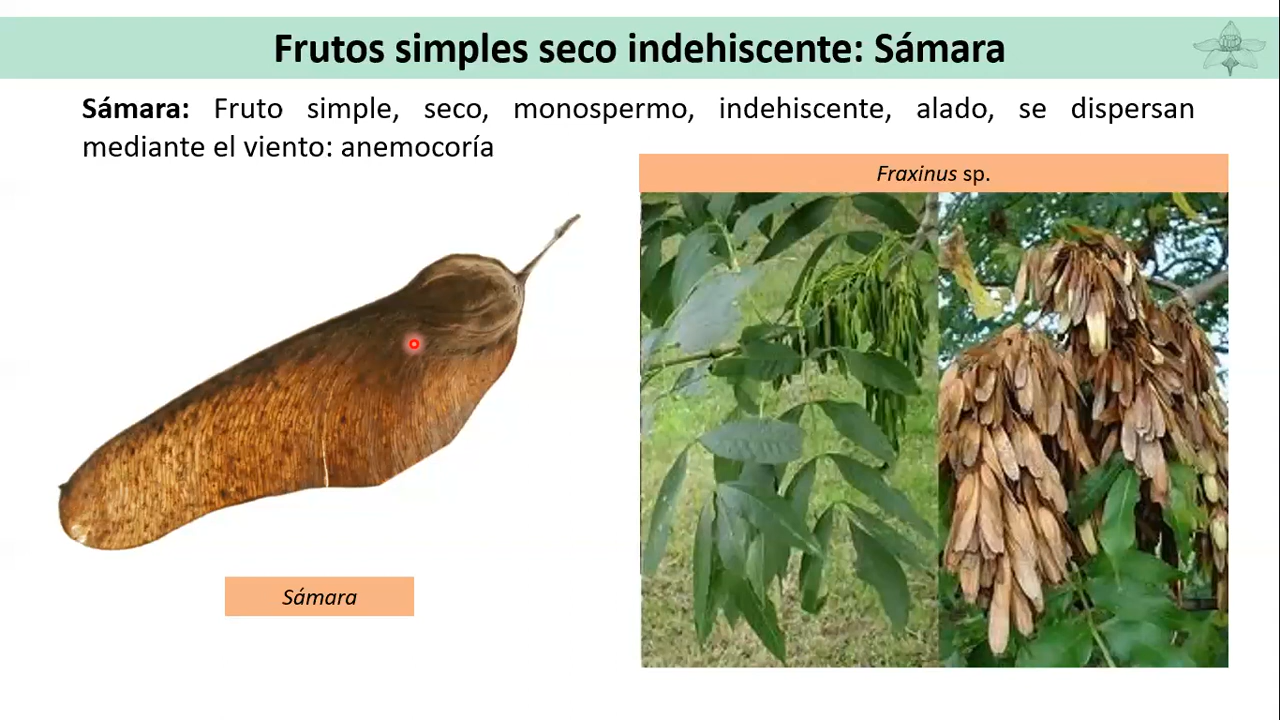 Frutos simples seco indehiscente: Sámara
Sámara: Fruto simple, seco, monospermo, indehiscente, alado, se dispersan
mediante el viento: anemocoría
Fraxinus sp.
Sámara